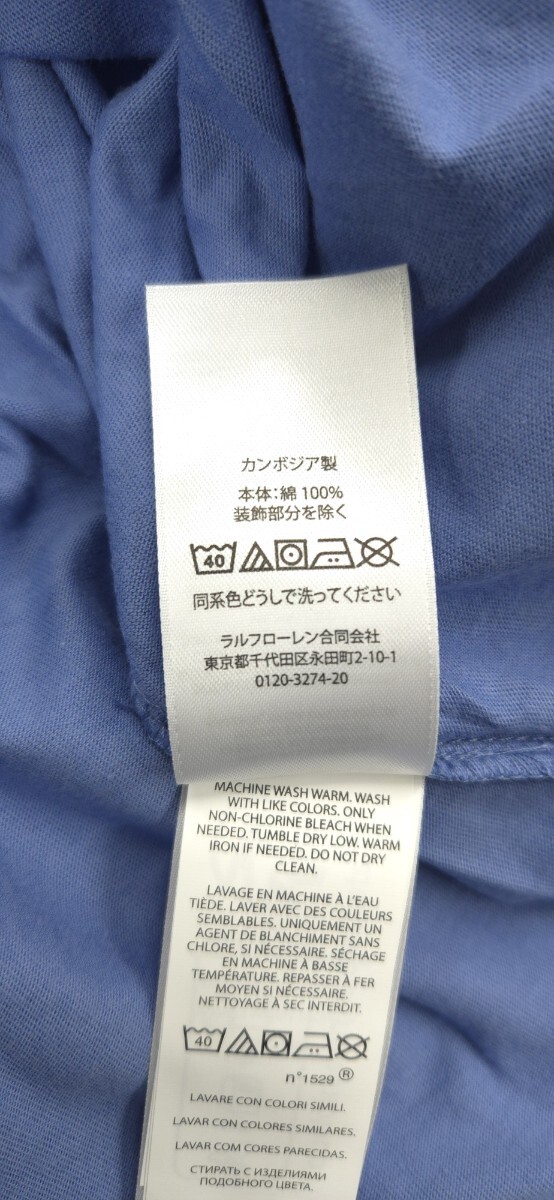 カンボジア製
本体：綿 100%
装飾部分を除く
40
同系色どうしで洗ってください
ラルフローレン合同会社
東京都千代田区永田町2-10-1
0120-3274-20
MACHINE WASH WARM. WASH
WITH LIKE COLORS. ONLY
NON-CHLORINE BLEACH WHEN
NEEDED. TUMBLE DRY LOW. WARM
IRON IF NEEDED. DO NOT DRY
CLEAN.
LAVAGE EN MACHINE À L'EAU
TIÈDE. LAVER AVEC DES COULEURS
SEMBLABLES. UNIQUEMENT UN
AGENT DE BLANCHIMENT SANS
CHLORE, SI NÉCESSAIRE. SÉCHAGE
EN MACHINE À BASSE
TEMPÉRATURE. REPASSER À FER
MOYEN SI NÉCESSAIRE.
NETTOYAGE À SEC INTERDIT.
40
n°1529 ®
LAVARE CON COLORI SIMILI.
LAVAR CON COLORES SIMILARES.
LAVAR COM CORES PARECIDAS.
СТИРАТЬ С ИЗДЕЛИЯМИ
ПОДОБНОГО ЦВЕТА.